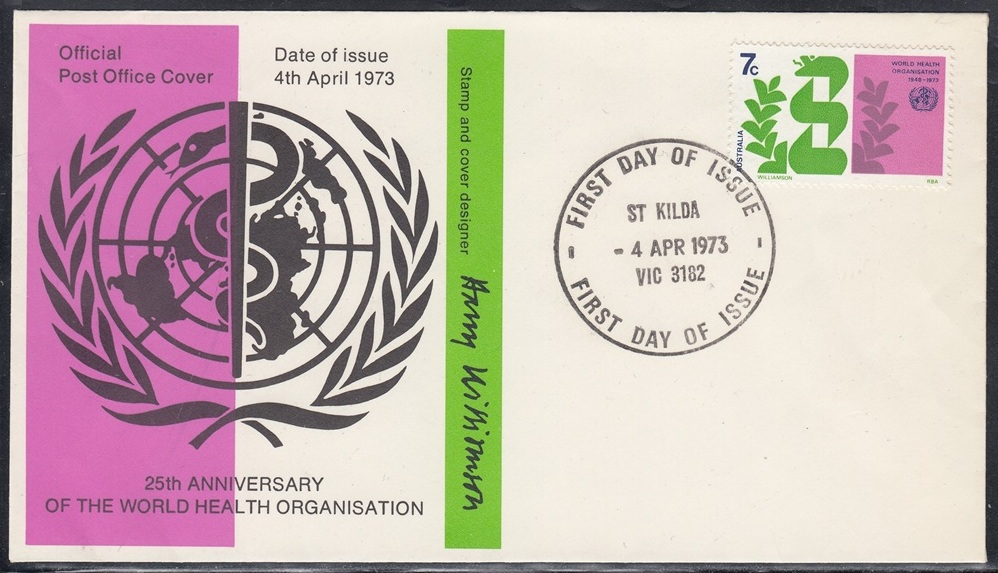 Official
Post Office Cover
Date of issue
4th April 1973
25th ANNIVERSARY
OF THE WORLD HEALTH ORGANISATION
Stamp and cover designer Harry Williamson
7c
WORLD HEALTH
ORGANISATION
1948-1973
AUSTRALIA
WILLIAMSON
RBA
FIRST DAY OF ISSUE
ST KILDA
- 4 APR 1973
VIC 3182
FIRST DAY OF ISSUE